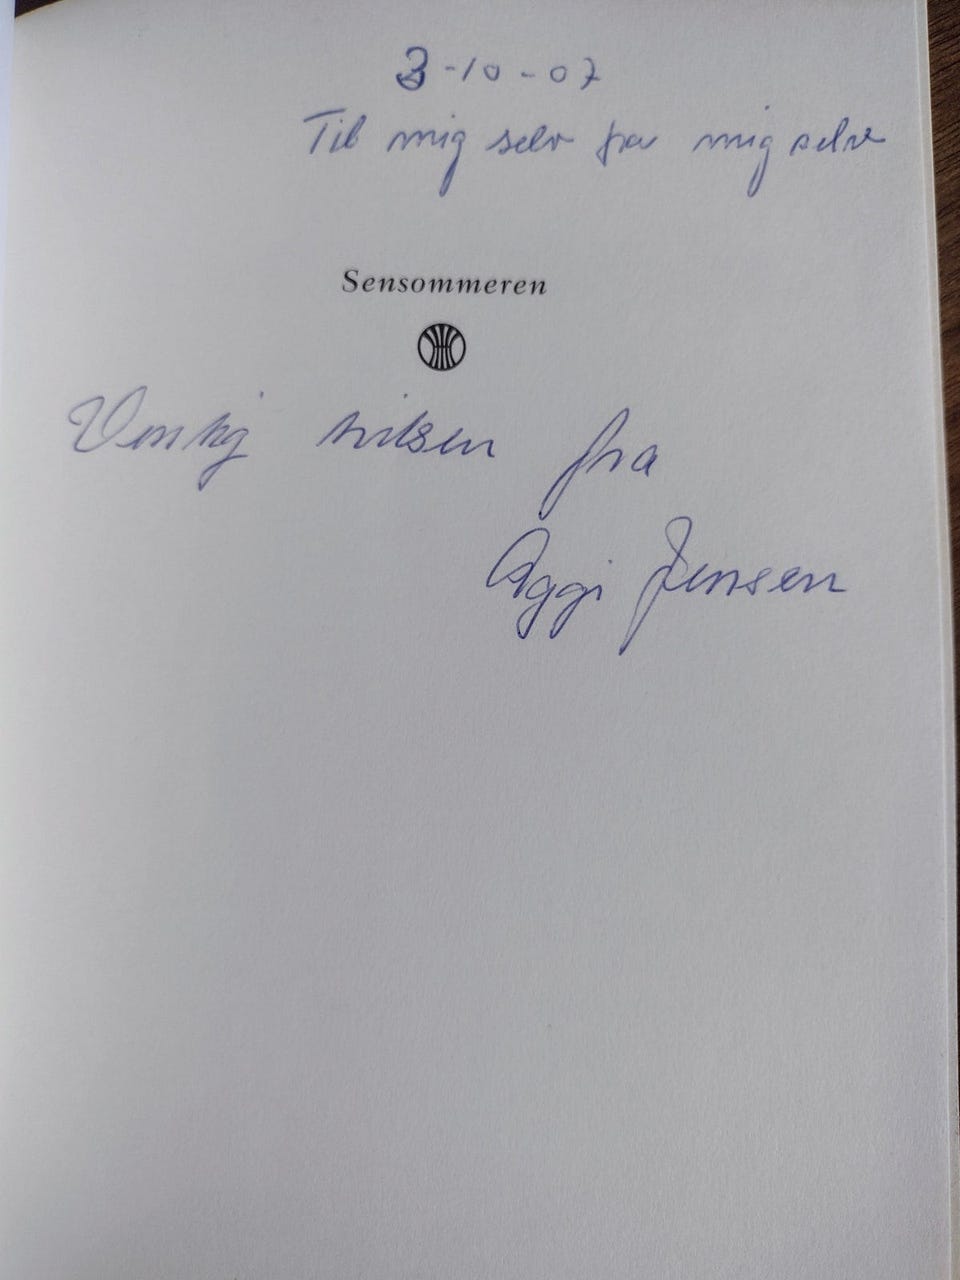 3-10-07
Til mig selv fra mig selv
Sensommeren
Venlig hilsen fra
Aggi Jensen